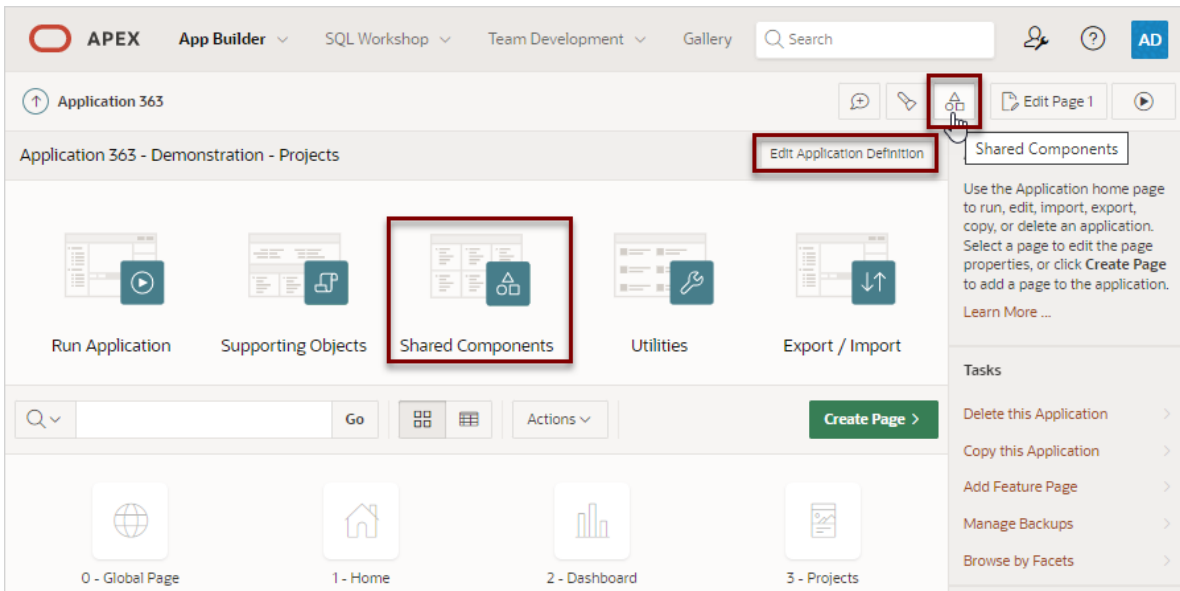 APEX App Builder SQL Workshop Team Development Gallery Search AD
Application 363 Edit Page 1
Application 363 - Demonstration - Projects Edit Application Definition Shared Components
Use the Application home page
to run, edit, import, export,
copy, or delete an application.
Select a page to edit the page
properties, or click Create Page
to add a page to the application.
Learn More ...
Run Application Supporting Objects Shared Components Utilities Export / Import
Tasks
Go Actions Create Page >
Delete this Application
Copy this Application
Add Feature Page
Manage Backups
Browse by Facets
0 - Global Page 1 - Home 2 - Dashboard 3 - Projects